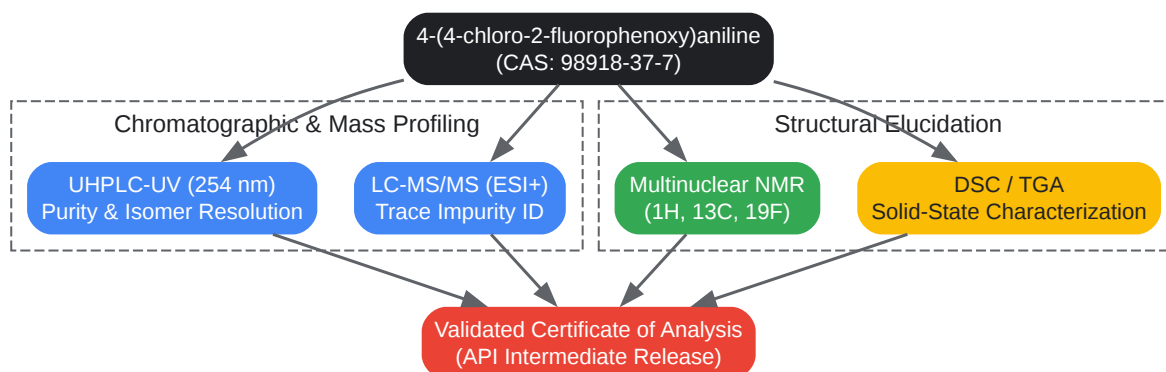 4-(4-chloro-2-fluorophenoxy)aniline
(CAS: 98918-37-7)
Chromatographic & Mass Profiling
Structural Elucidation
UHPLC-UV (254 nm)
Purity & Isomer Resolution
LC-MS/MS (ESI+)
Trace Impurity ID
Multinuclear NMR
(1H, 13C, 19F)
DSC / TGA
Solid-State Characterization
Validated Certificate of Analysis
(API Intermediate Release)